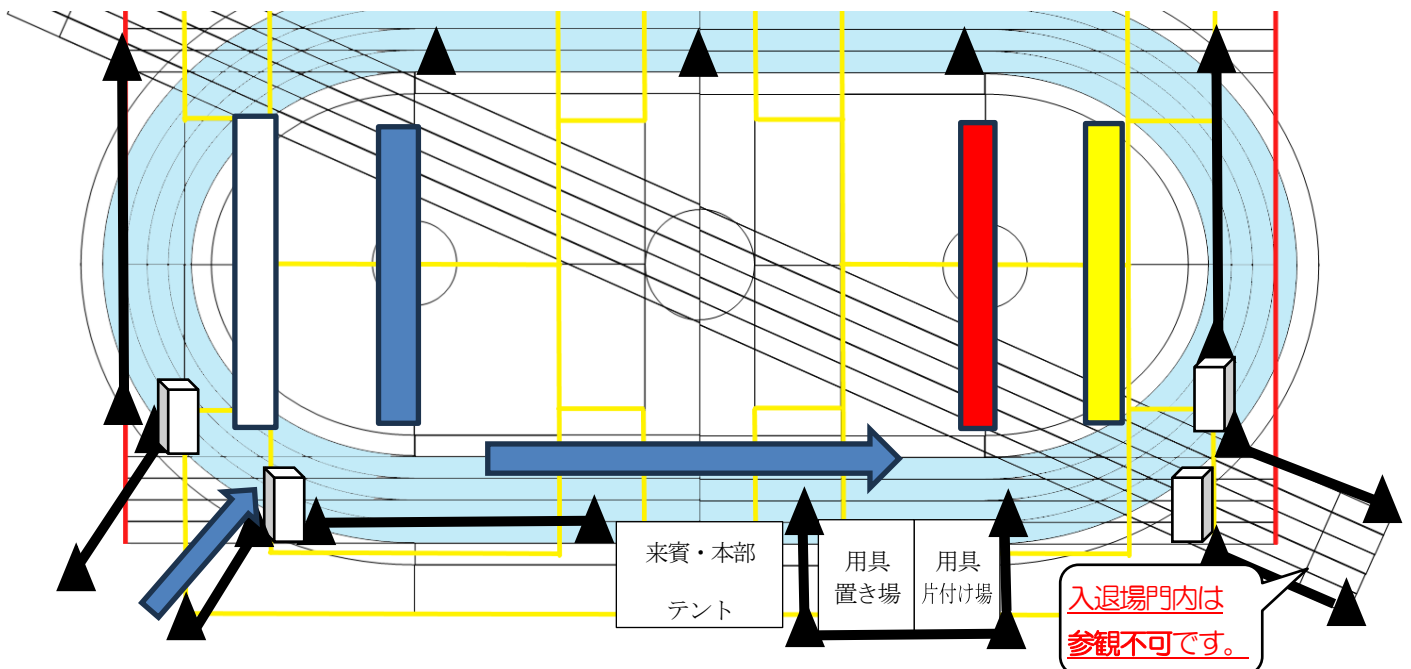 来賓・本部
テント
用具
置き場
用具
片付け場
入退場門内は
参観不可です。